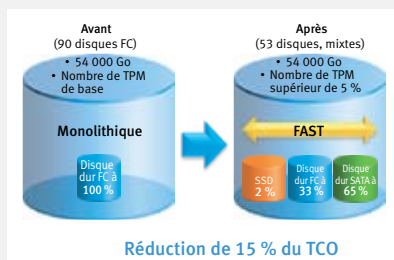 Avant
(90 disques FC)
• 54 000 Go
• Nombre de TPM
de base
Monolithique
Disque
dur FC à
100 %
Après
(53 disques, mixtes)
• 54 000 Go
• Nombre de TPM
supérieur de 5 %
FAST
SSD
2 %
Disque
dur FC à
33 %
Disque
dur SATA à
65 %
Réduction de 15 % du TCO